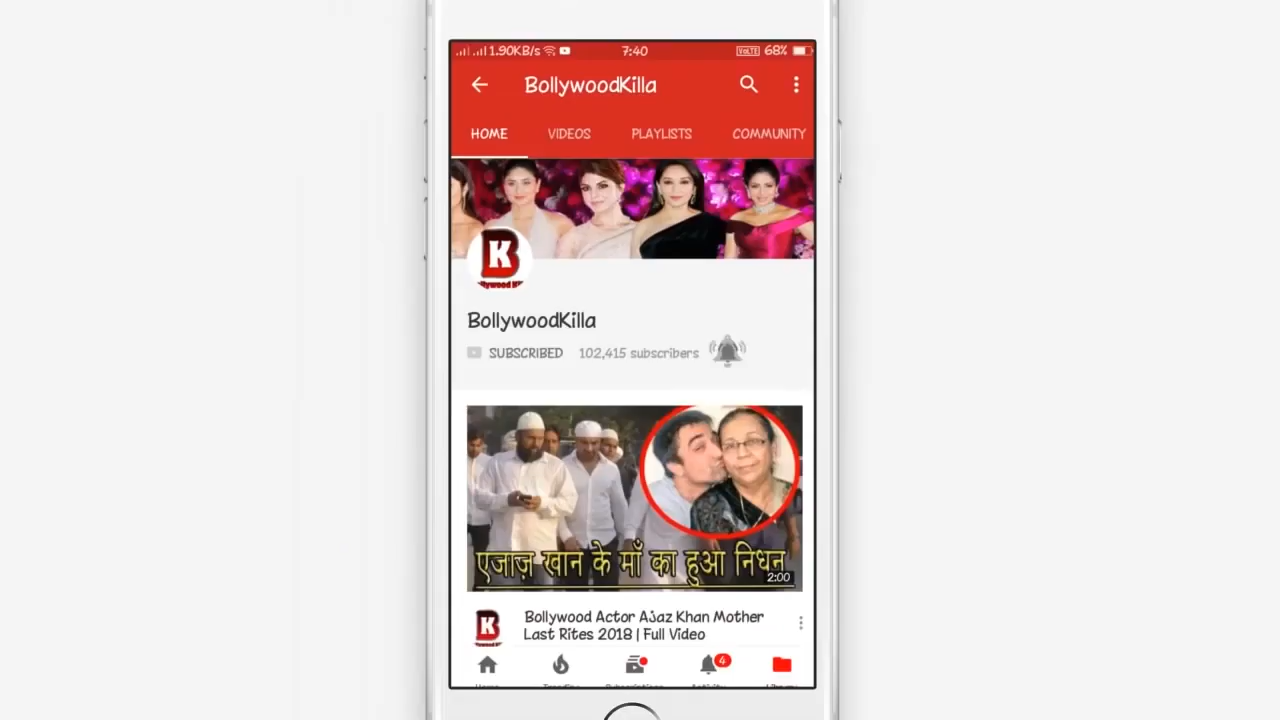 1.90KB/s 7:40 VoLTE 68%
BollywoodKilla
HOME VIDEOS PLAYLISTS COMMUNITY
K
BollywoodKilla
SUBSCRIBED 102,415 subscribers
एजाज़ खान के माँ का हुआ निधन
2:00
Bollywood Actor AJaz Khan Mother
Last Rites 2018 | Full Video
4